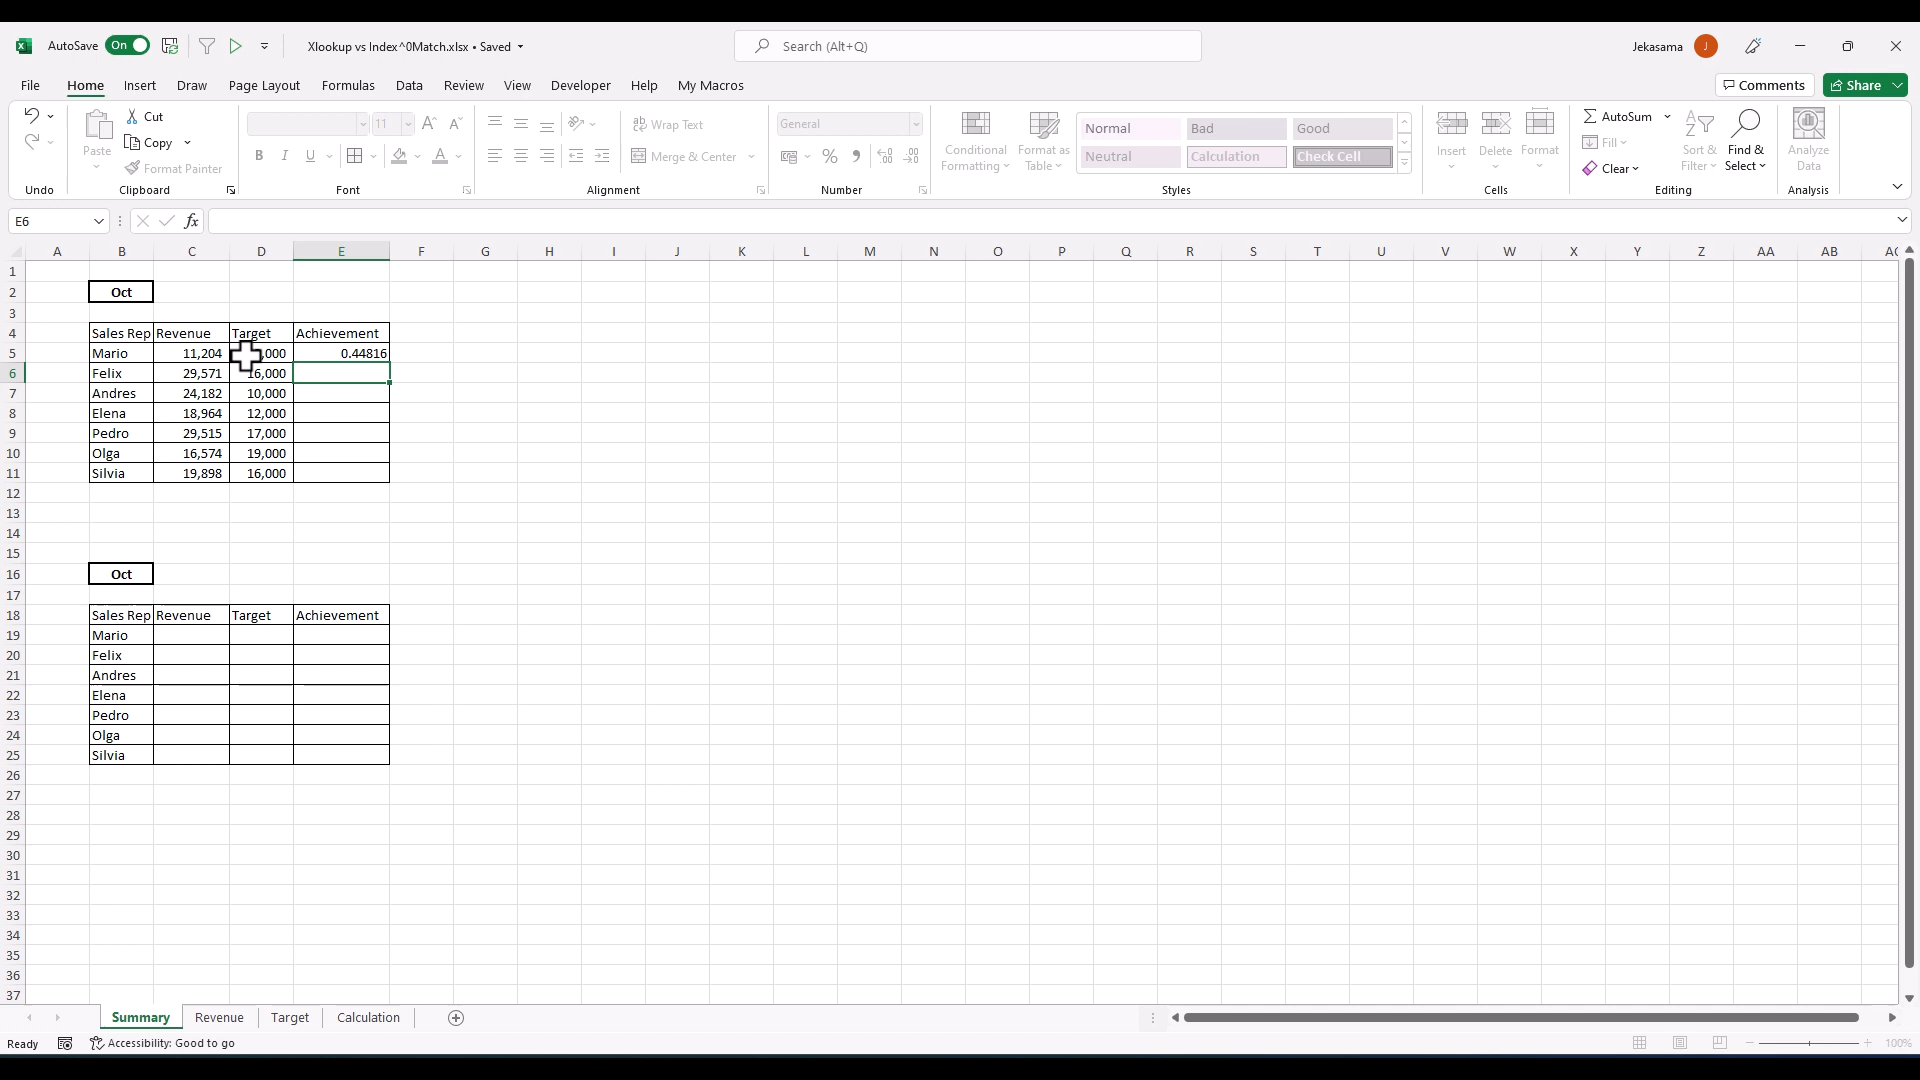 AutoSave On Xlookup vs Index^0Match.xlsx • Saved Search (Alt+Q) Jekasama J
File Home Insert Draw Page Layout Formulas Data Review View Developer Help My Macros Comments Share
Cut 11 Wrap Text General Normal Bad Good AutoSum
Paste Copy Conditional Format as Insert Delete Format Fill Sort & Find & Analyze
Format Painter B I U Merge & Center % Formatting Table Neutral Calculation Check Cell Clear Filter Select Data
Undo Clipboard Font Alignment Number Styles Cells Editing Analysis
E6 fx
A B C D E F G H I J K L M N O P Q R S T U V W X Y Z AA AB
1
2 Oct
3
4 Sales Rep Revenue Target Achievement
5 Mario 11,204 ,000 0.44816
6 Felix 29,571 16,000
7 Andres 24,182 10,000
8 Elena 18,964 12,000
9 Pedro 29,515 17,000
10 Olga 16,574 19,000
11 Silvia 19,898 16,000
12
13
14
15
16 Oct
17
18 Sales Rep Revenue Target Achievement
19 Mario
20 Felix
21 Andres
22 Elena
23 Pedro
24 Olga
25 Silvia
26
27
28
29
30
31
32
33
34
35
36
37
Summary Revenue Target Calculation
Ready Accessibility: Good to go 100%